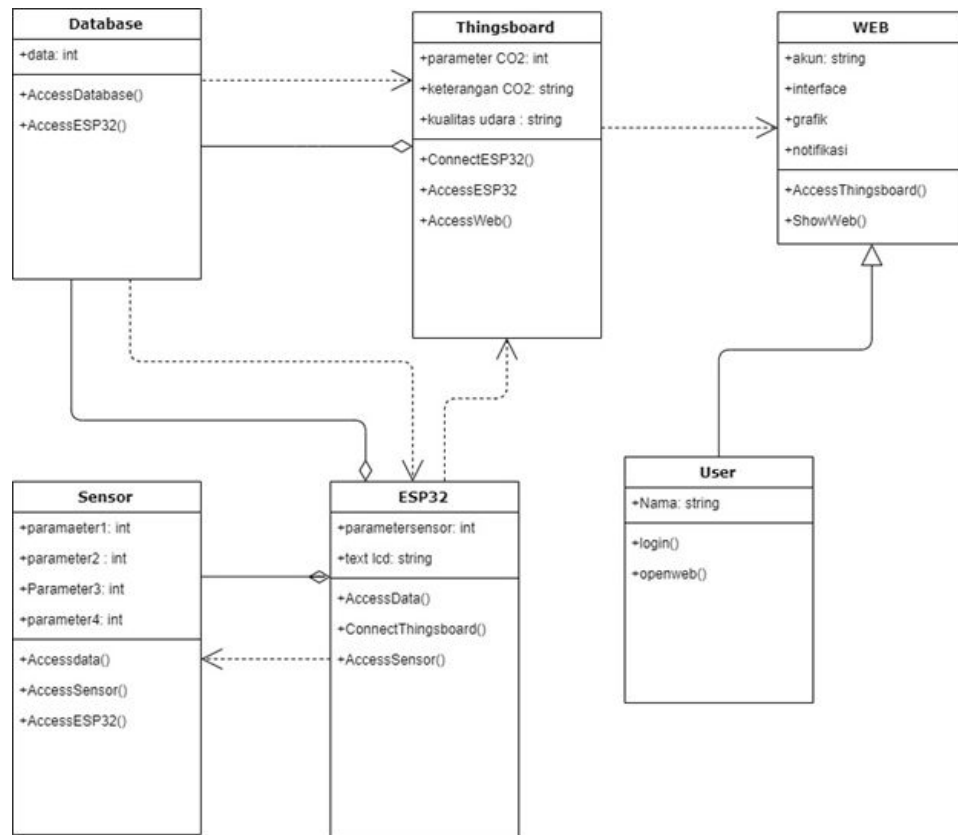 Database
+data: int
+AccessDatabase()
+AccessESP32()
Thingsboard
+parameter CO2: int
+keterangan CO2: string
+kualitas udara : string
+ConnectESP32()
+AccessESP32
+AccessWeb()
WEB
+akun: string
+interface
+grafik
+notifikasi
+AccessThingsboard()
+ShowWeb()
Sensor
+paramaeter1: int
+parameter2 : int
+Parameter3: int
+parameter4: int
+Accessdata()
+AccessSensor()
+AccessESP32()
ESP32
+parametersensor: int
+text lcd: string
+AccessData()
+ConnectThingsboard()
+AccessSensor()
User
+Nama: string
+login()
+openweb()